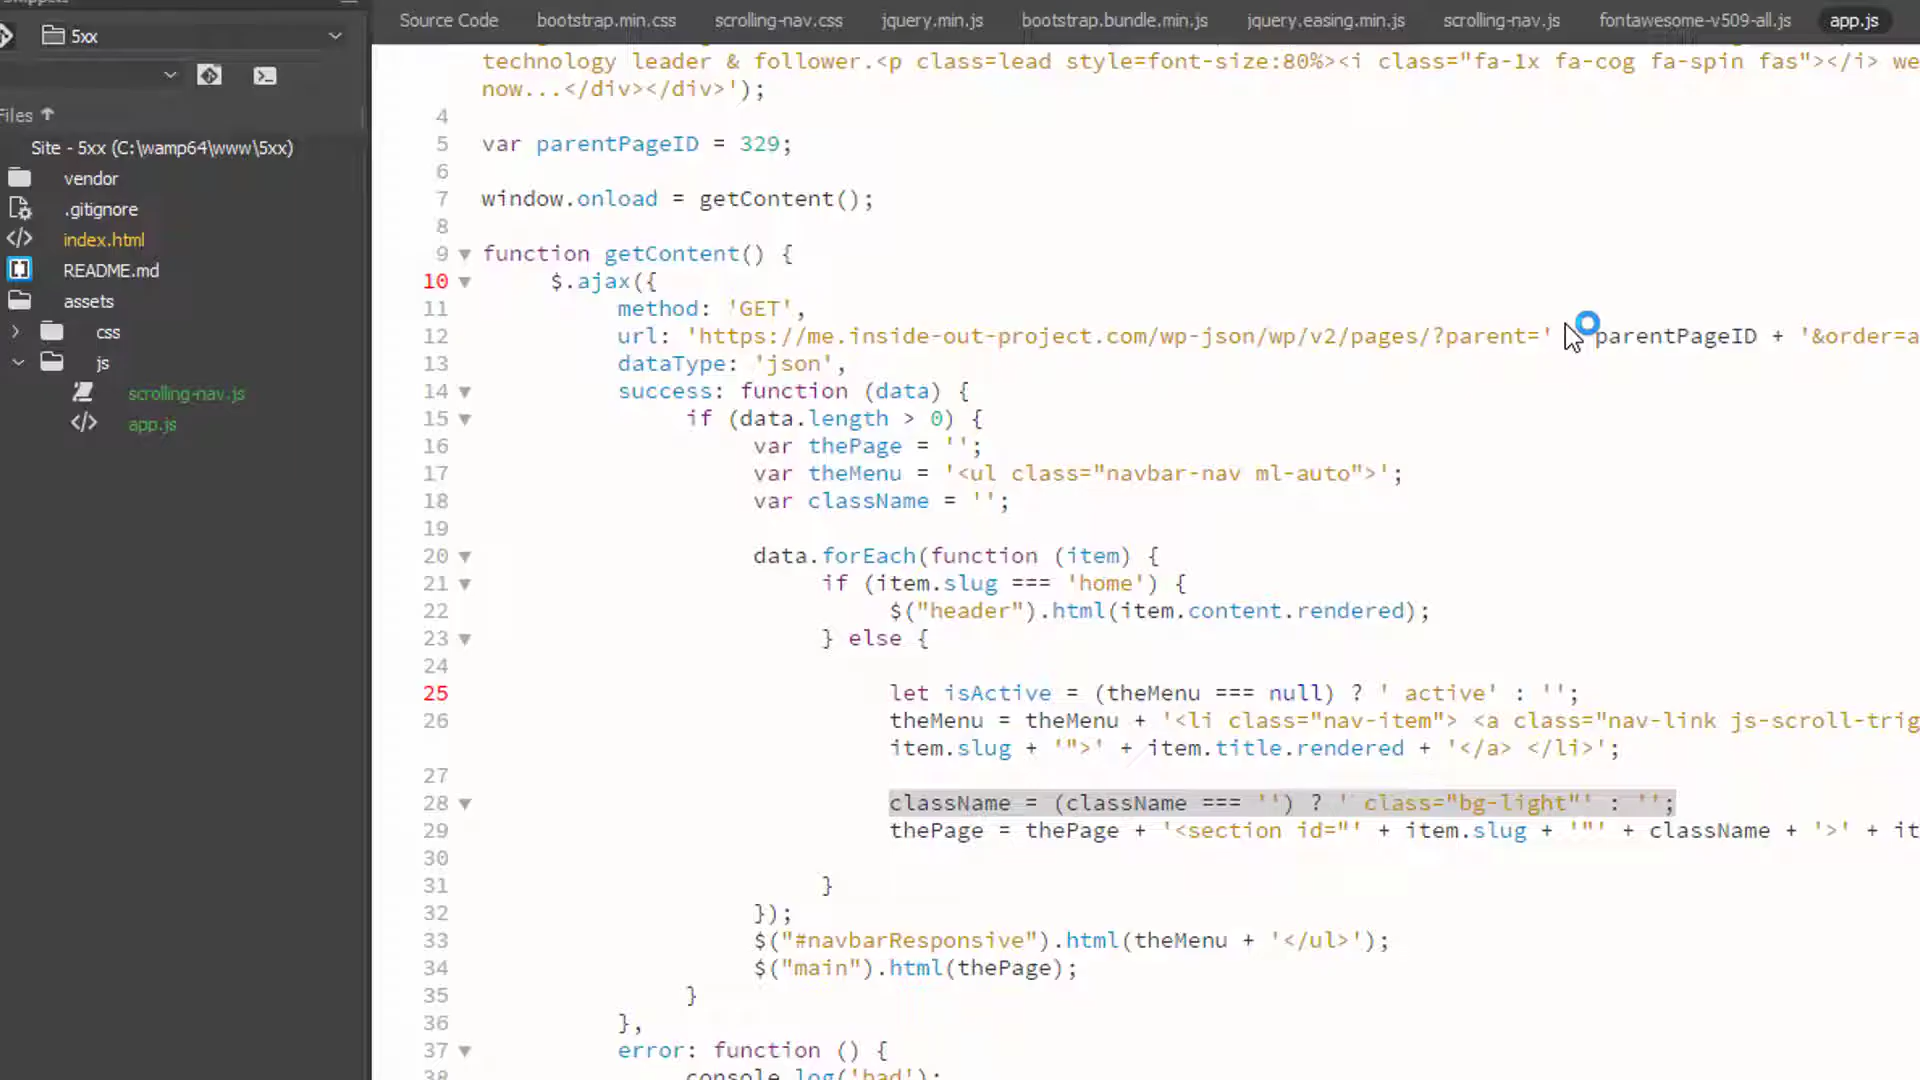 5xx
Files
Site - 5xx (C:\wamp64\www\5xx)
vendor
.gitignore
index.html
README.md
assets
css
js
scrolling-nav.js
app.js
Source Code bootstrap.min.css scrolling-nav.css jquery.min.js bootstrap.bundle.min.js jquery.easing.min.js scrolling-nav.js fontawesome-v509-all.js app.js
technology leader & follower.<p class=lead style=font-size:80%><i class="fa-1x fa-cog fa-spin fas"></i> we
now...</div></div>');
4
5 var parentPageID = 329;
6
7 window.onload = getContent();
8
9 function getContent() {
10 $.ajax({
11 method: 'GET',
12 url: 'https://me.inside-out-project.com/wp-json/wp/v2/pages/?parent=' parentPageID + '&order=a
13 dataType: 'json',
14 success: function (data) {
15 if (data.length > 0) {
16 var thePage = '';
17 var theMenu = '<ul class="navbar-nav ml-auto">';
18 var className = '';
19
20 data.forEach(function (item) {
21 if (item.slug === 'home') {
22 $("header").html(item.content.rendered);
23 } else {
24
25 let isActive = (theMenu === null) ? ' active' : '';
26 theMenu = theMenu + '<li class="nav-item"> <a class="nav-link js-scroll-trig
item.slug + '">' + item.title.rendered + '</a> </li>';
27
28 className = (className === '') ? ' class="bg-light"' : '';
29 thePage = thePage + '<section id="' + item.slug + '"' + className + '>' + it
30
31 }
32 });
33 $("#navbarResponsive").html(theMenu + '</ul>');
34 $("main").html(thePage);
35 }
36 },
37 error: function () {
38 console.log('bad');